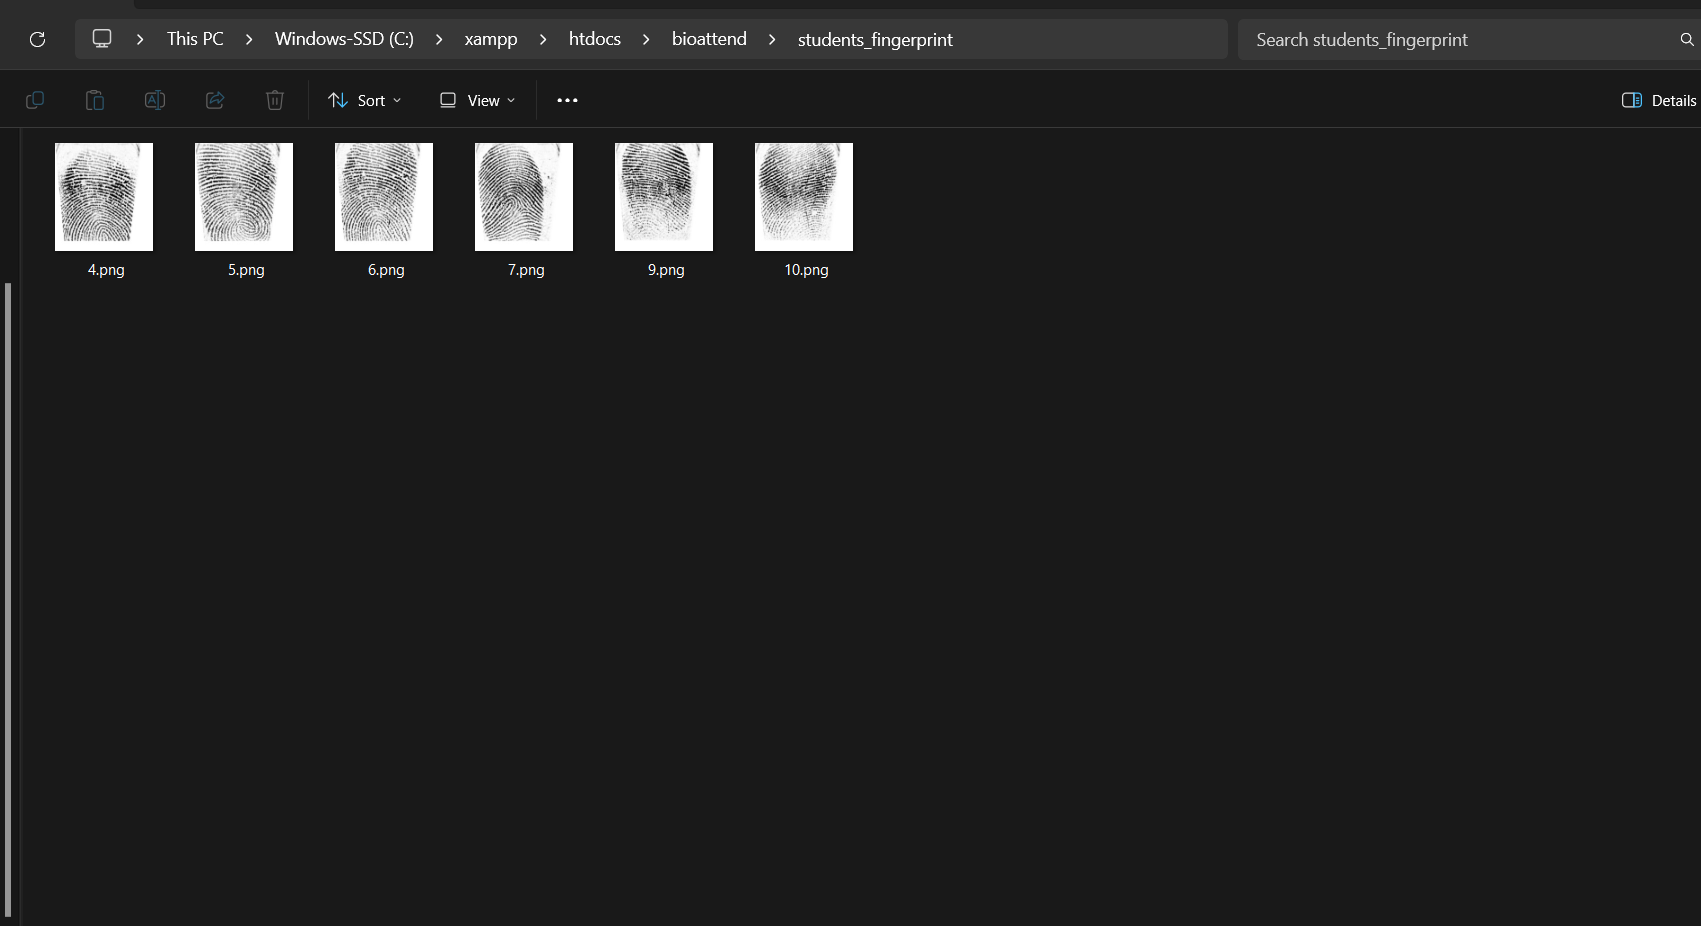 This PC > Windows-SSD (C:) > xampp > htdocs > bioattend > students_fingerprint
Search students_fingerprint
Sort
View
Details
4.png
5.png
6.png
7.png
9.png
10.png